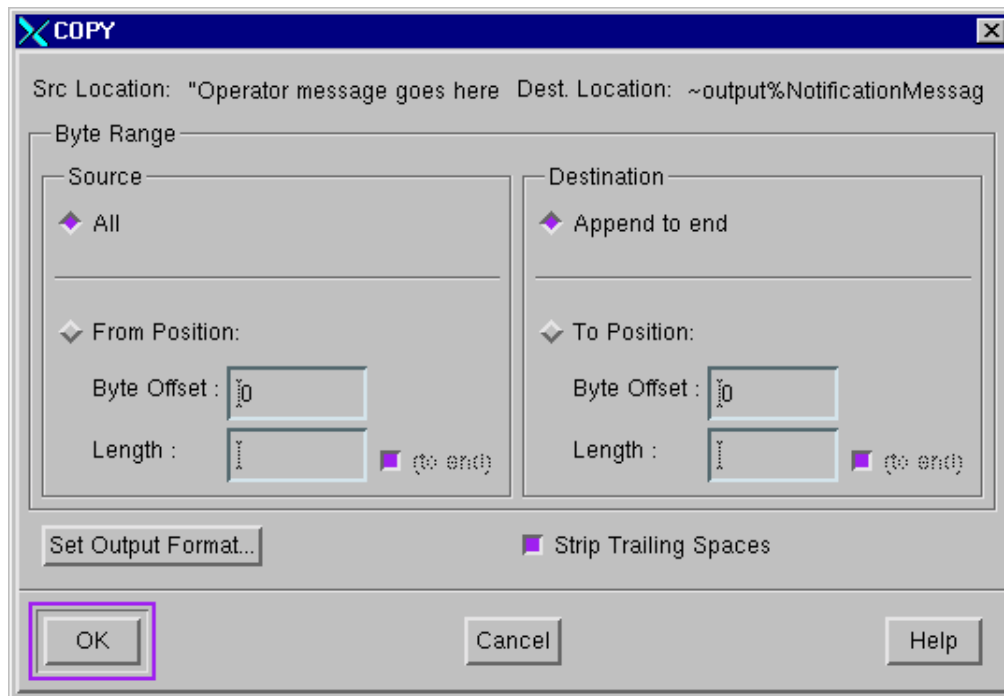 COPY
Src Location: "Operator message goes here Dest. Location: ~output%NotificationMessag
Byte Range
Source
All
From Position:
Byte Offset : 0
Length : (to end)
Destination
Append to end
To Position:
Byte Offset : 0
Length : (to end)
Set Output Format...
Strip Trailing Spaces
OK
Cancel
Help